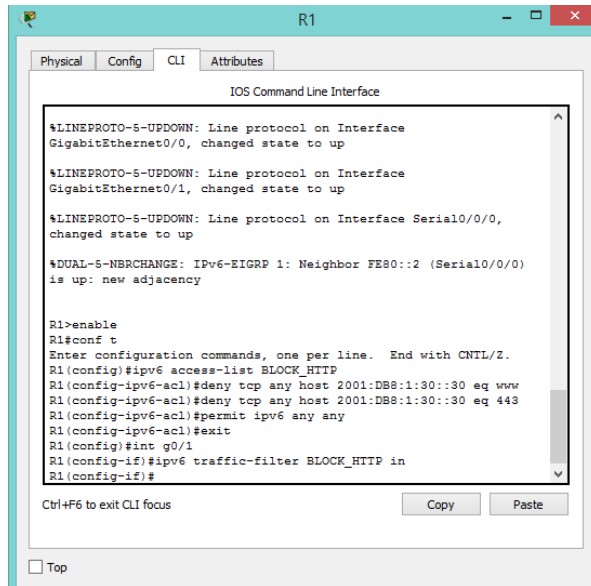 R1
Physical Config CLI Attributes
IOS Command Line Interface
%LINEPROTO-5-UPDOWN: Line protocol on Interface
GigabitEthernet0/0, changed state to up
%LINEPROTO-5-UPDOWN: Line protocol on Interface
GigabitEthernet0/1, changed state to up
%LINEPROTO-5-UPDOWN: Line protocol on Interface Serial0/0/0,
changed state to up
%DUAL-5-NBRCHANGE: IPv6-EIGRP 1: Neighbor FE80::2 (Serial0/0/0)
is up: new adjacency
R1>enable
R1#conf t
Enter configuration commands, one per line.  End with CNTL/Z.
R1(config)#ipv6 access-list BLOCK_HTTP
R1(config-ipv6-acl)#deny tcp any host 2001:DB8:1:30::30 eq www
R1(config-ipv6-acl)#deny tcp any host 2001:DB8:1:30::30 eq 443
R1(config-ipv6-acl)#permit ipv6 any any
R1(config-ipv6-acl)#exit
R1(config)#int g0/1
R1(config-if)#ipv6 traffic-filter BLOCK_HTTP in
R1(config-if)#
Ctrl+F6 to exit CLI focus
Copy Paste
Top